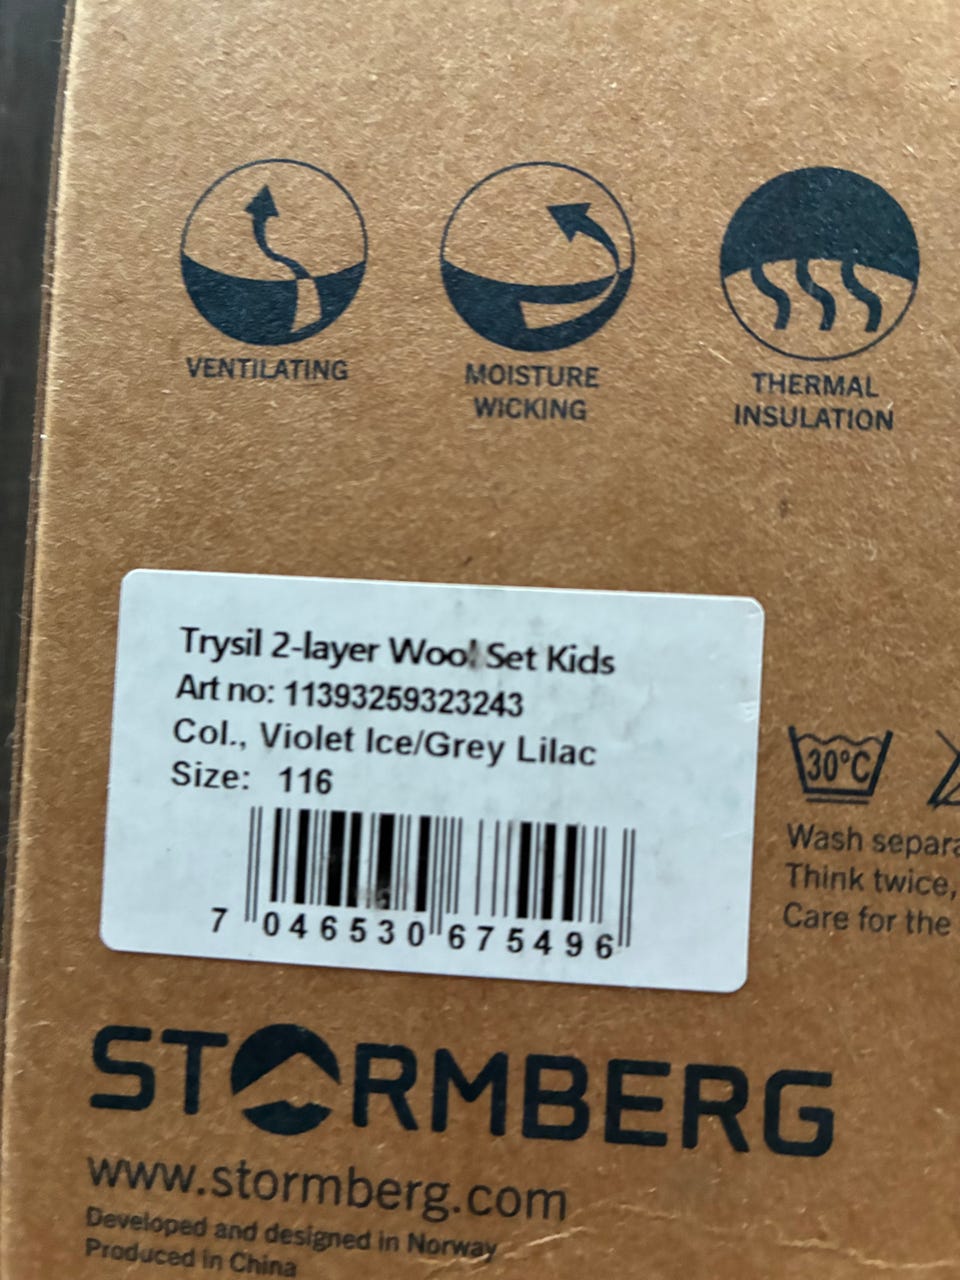 VENTILATING
MOISTURE
WICKING
THERMAL
INSULATION
Trysil 2-layer Wool Set Kids
Art no: 11393259323243
Col., Violet Ice/Grey Lilac
Size: 116
7 046530 675496
30°C
Wash separa
Think twice,
Care for the
STORMBERG
www.stormberg.com
Developed and designed in Norway
Produced in China